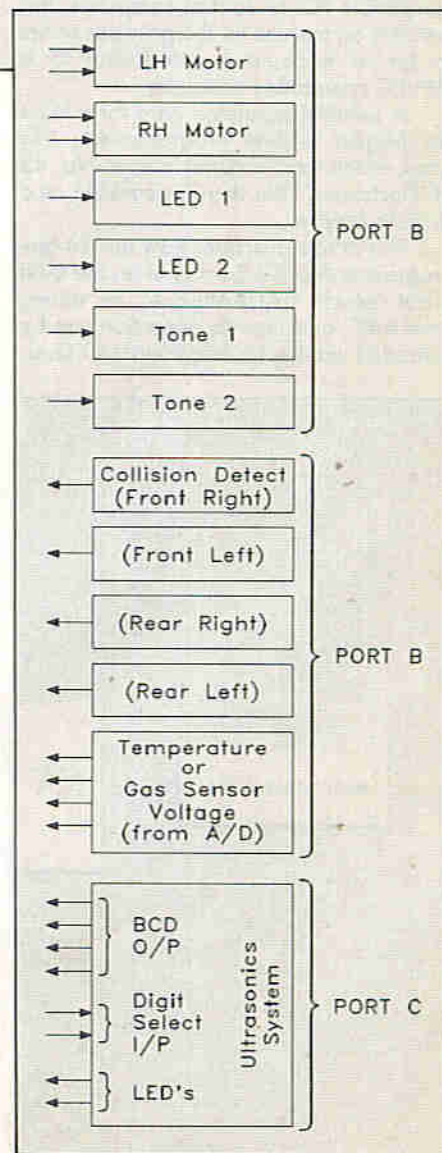 LH Motor
RH Motor
LED 1
LED 2
Tone 1
Tone 2
PORT B
Collision Detect
(Front Right)
(Front Left)
(Rear Right)
(Rear Left)
Temperature
or
Gas Sensor
Voltage
(from A/D)
PORT B
BCD
O/P
Digit
Select
I/P
LED's
Ultrasonics
System
PORT C